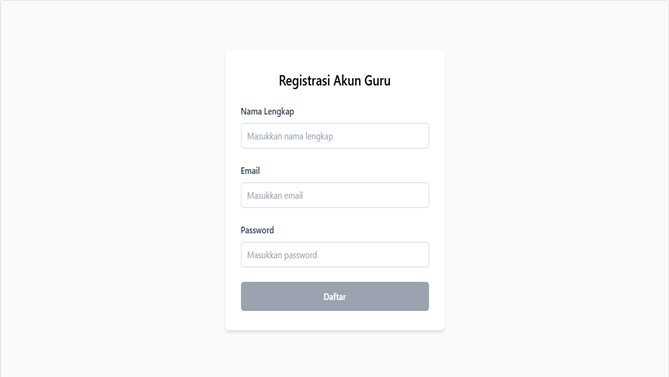 Registrasi Akun Guru
Nama Lengkap
Masukkan nama lengkap
Email
Masukkan email
Password
Masukkan password
Daftar